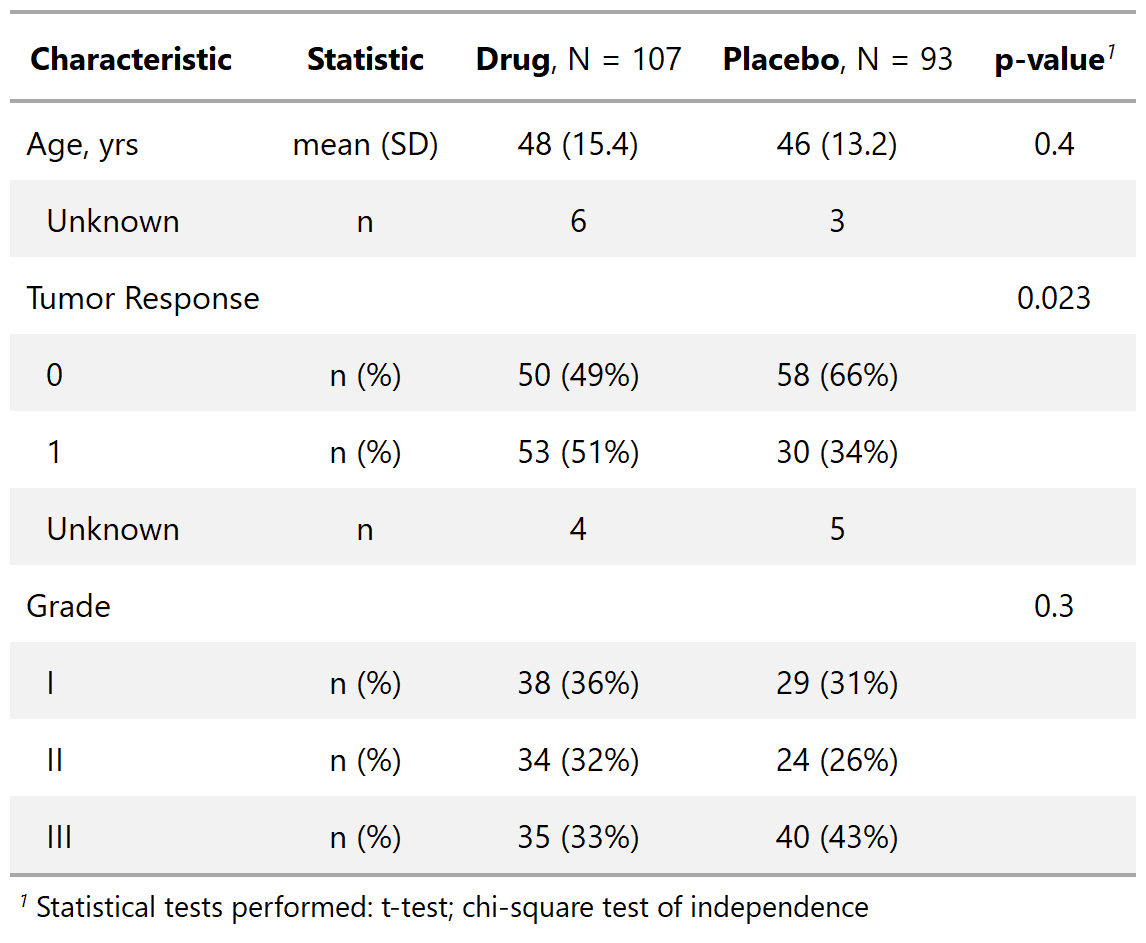 Characteristic Statistic Drug, N = 107 Placebo, N = 93 p-value1
Age, yrs mean (SD) 48 (15.4) 46 (13.2) 0.4
Unknown n 6 3
Tumor Response 0.023
0 n (%) 50 (49%) 58 (66%)
1 n (%) 53 (51%) 30 (34%)
Unknown n 4 5
Grade 0.3
I n (%) 38 (36%) 29 (31%)
II n (%) 34 (32%) 24 (26%)
III n (%) 35 (33%) 40 (43%)
1 Statistical tests performed: t-test; chi-square test of independence